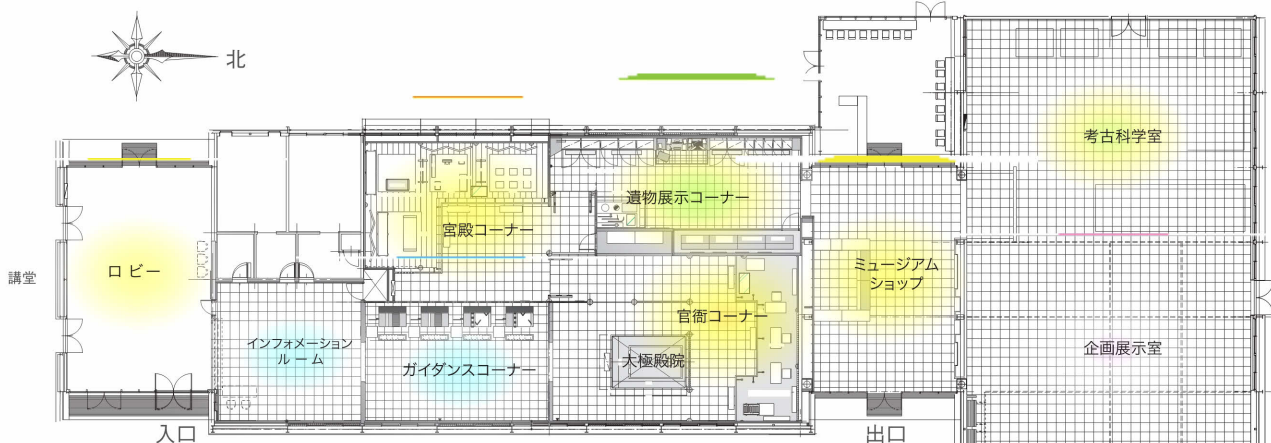 北
考古科学室
遺物展示コーナー
宮殿コーナー
ロビー
ミュージアム
ショップ
講堂
官衙コーナー
インフォメーション
ルーム
ガイダンスコーナー
大極殿院
企画展示室
入口
出口